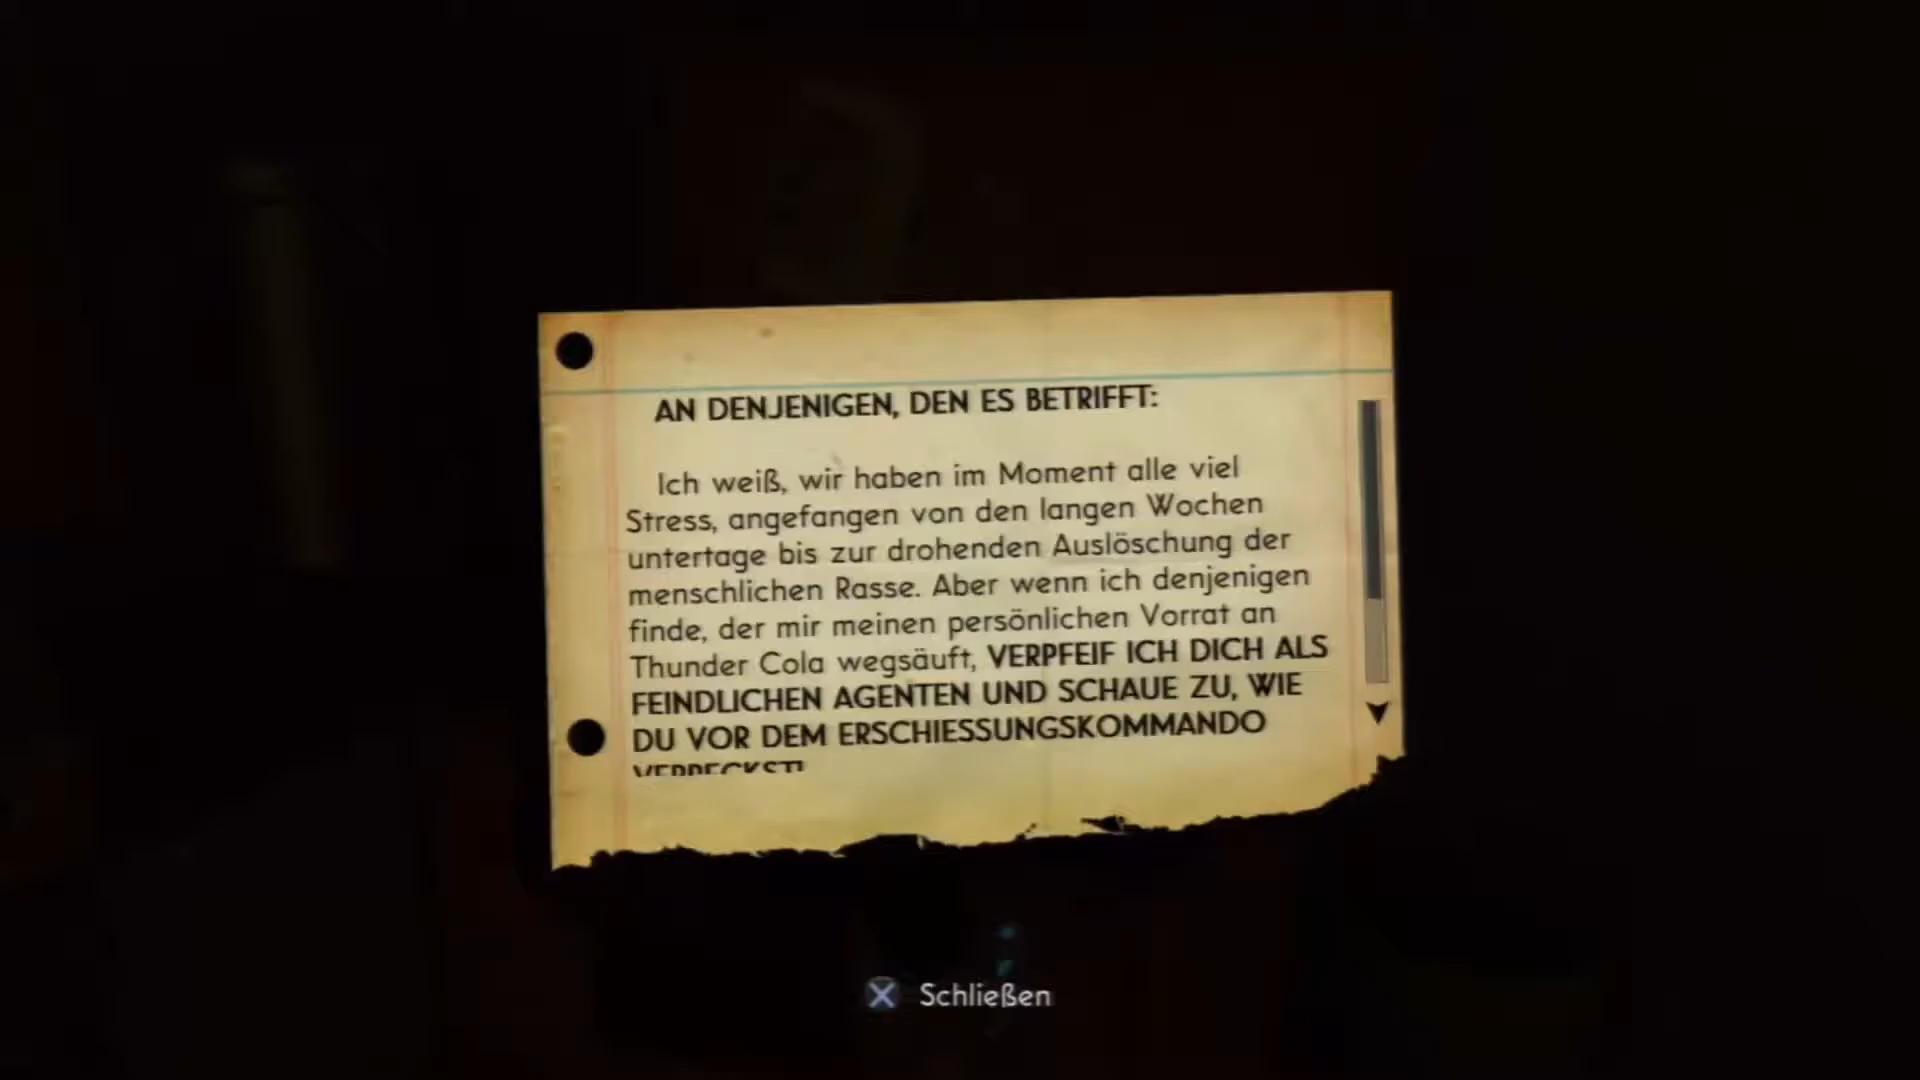 AN DENJENIGEN, DEN ES BETRIFFT:
Ich weiß, wir haben im Moment alle viel
Stress, angefangen von den langen Wochen
untertage bis zur drohenden Auslöschung der
menschlichen Rasse. Aber wenn ich denjenigen
finde, der mir meinen persönlichen Vorrat an
Thunder Cola wegsäuft, VERPFEIF ICH DICH ALS
FEINDLICHEN AGENTEN UND SCHAUE ZU, WIE
DU VOR DEM ERSCHIESSUNGSKOMMANDO
VERRECKST!
Schließen